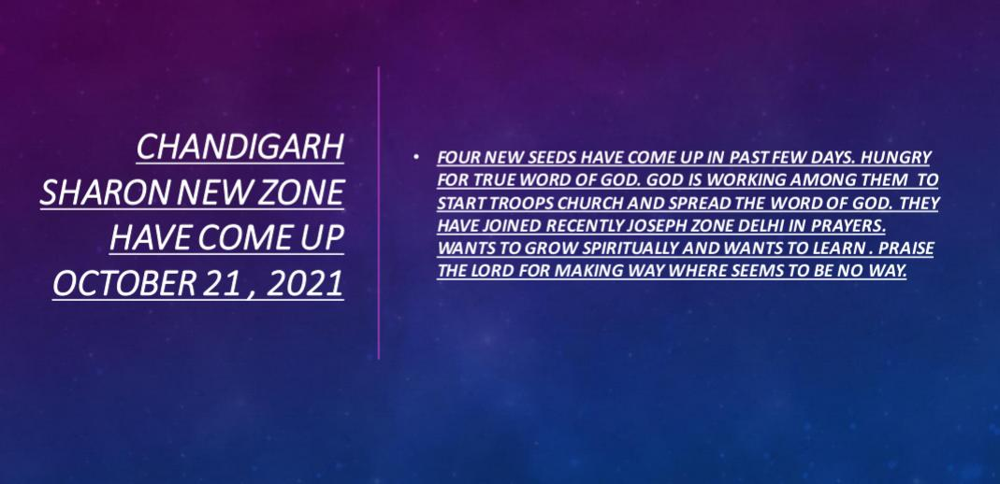 CHANDIGARH
SHARON NEW ZONE
HAVE COME UP
OCTOBER 21 , 2021
• FOUR NEW SEEDS HAVE COME UP IN PAST FEW DAYS. HUNGRY
FOR TRUE WORD OF GOD. GOD IS WORKING AMONG THEM  TO
START TROOPS CHURCH AND SPREAD THE WORD OF GOD. THEY
HAVE JOINED RECENTLY JOSEPH ZONE DELHI IN PRAYERS.
WANTS TO GROW SPIRITUALLY AND WANTS TO LEARN . PRAISE
THE LORD FOR MAKING WAY WHERE SEEMS TO BE NO WAY.